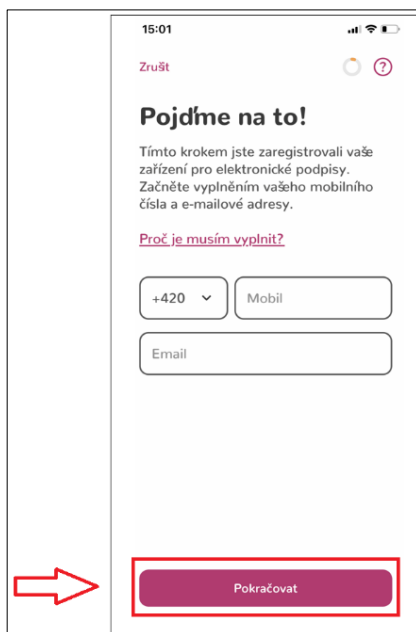 15:01
Zrušit
?
Pojďme na to!
Tímto krokem jste zaregistrovali vaše
zařízení pro elektronické podpisy.
Začněte vyplněním vašeho mobilního
čísla a e-mailové adresy.
Proč je musím vyplnit?
+420 Mobil
Email
Pokračovat